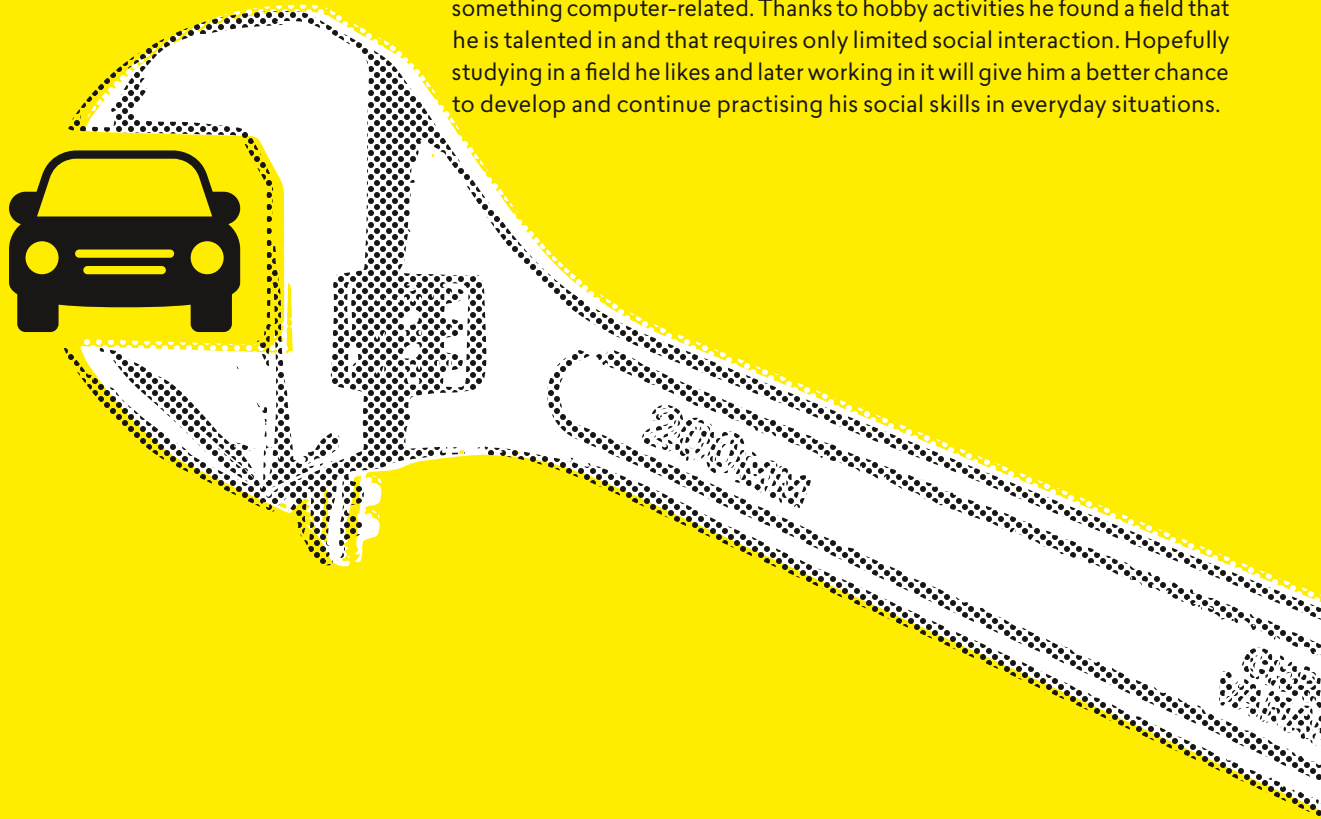 something computer-related. Thanks to hobby activities he found a field that
he is talented in and that requires only limited social interaction. Hopefully
studying in a field he likes and later working in it will give him a better chance
to develop and continue practising his social skills in everyday situations.
200MM